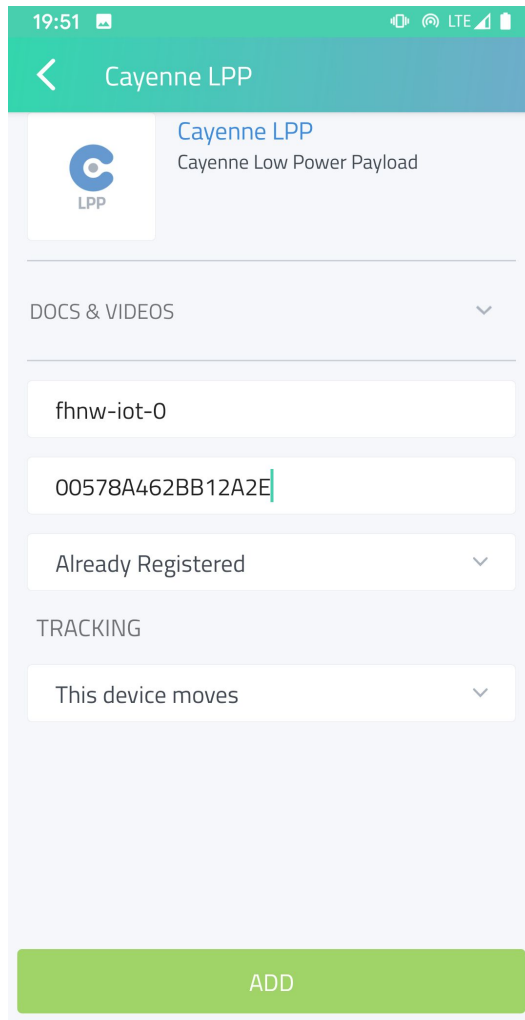 19:51 LTE
Cayenne LPP
Cayenne LPP
Cayenne Low Power Payload
LPP
DOCS & VIDEOS
fhnw-iot-0
00578A462BB12A2E
Already Registered
TRACKING
This device moves
ADD